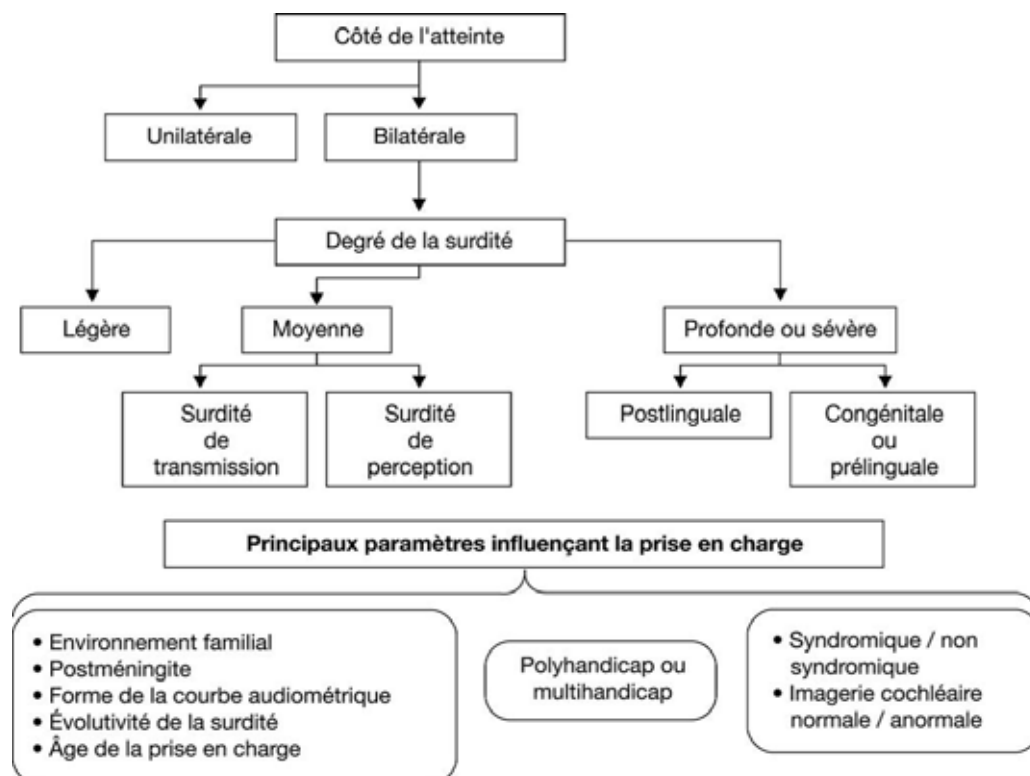 Côté de l'atteinte
Unilatérale
Bilatérale
Degré de la surdité
Légère
Moyenne
Profonde ou sévère
Surdité
de
transmission
Surdité
de
perception
Postlinguale
Congénitale
ou
prélinguale
Principaux paramètres influençant la prise en charge
• Environnement familial
• Postméningite
• Forme de la courbe audiométrique
• Évolutivité de la surdité
• Âge de la prise en charge
Polyhandicap ou
multihandicap
• Syndromique / non
syndromique
• Imagerie cochléaire
normale / anormale